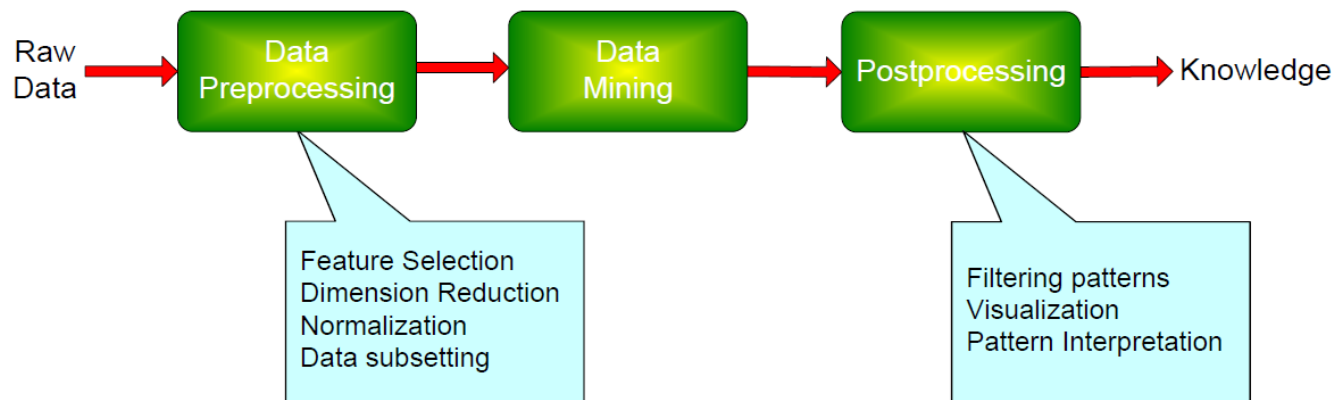 Raw
Data
Data
Preprocessing
Data
Mining
Postprocessing
Knowledge
Feature Selection
Dimension Reduction
Normalization
Data subsetting
Filtering patterns
Visualization
Pattern Interpretation